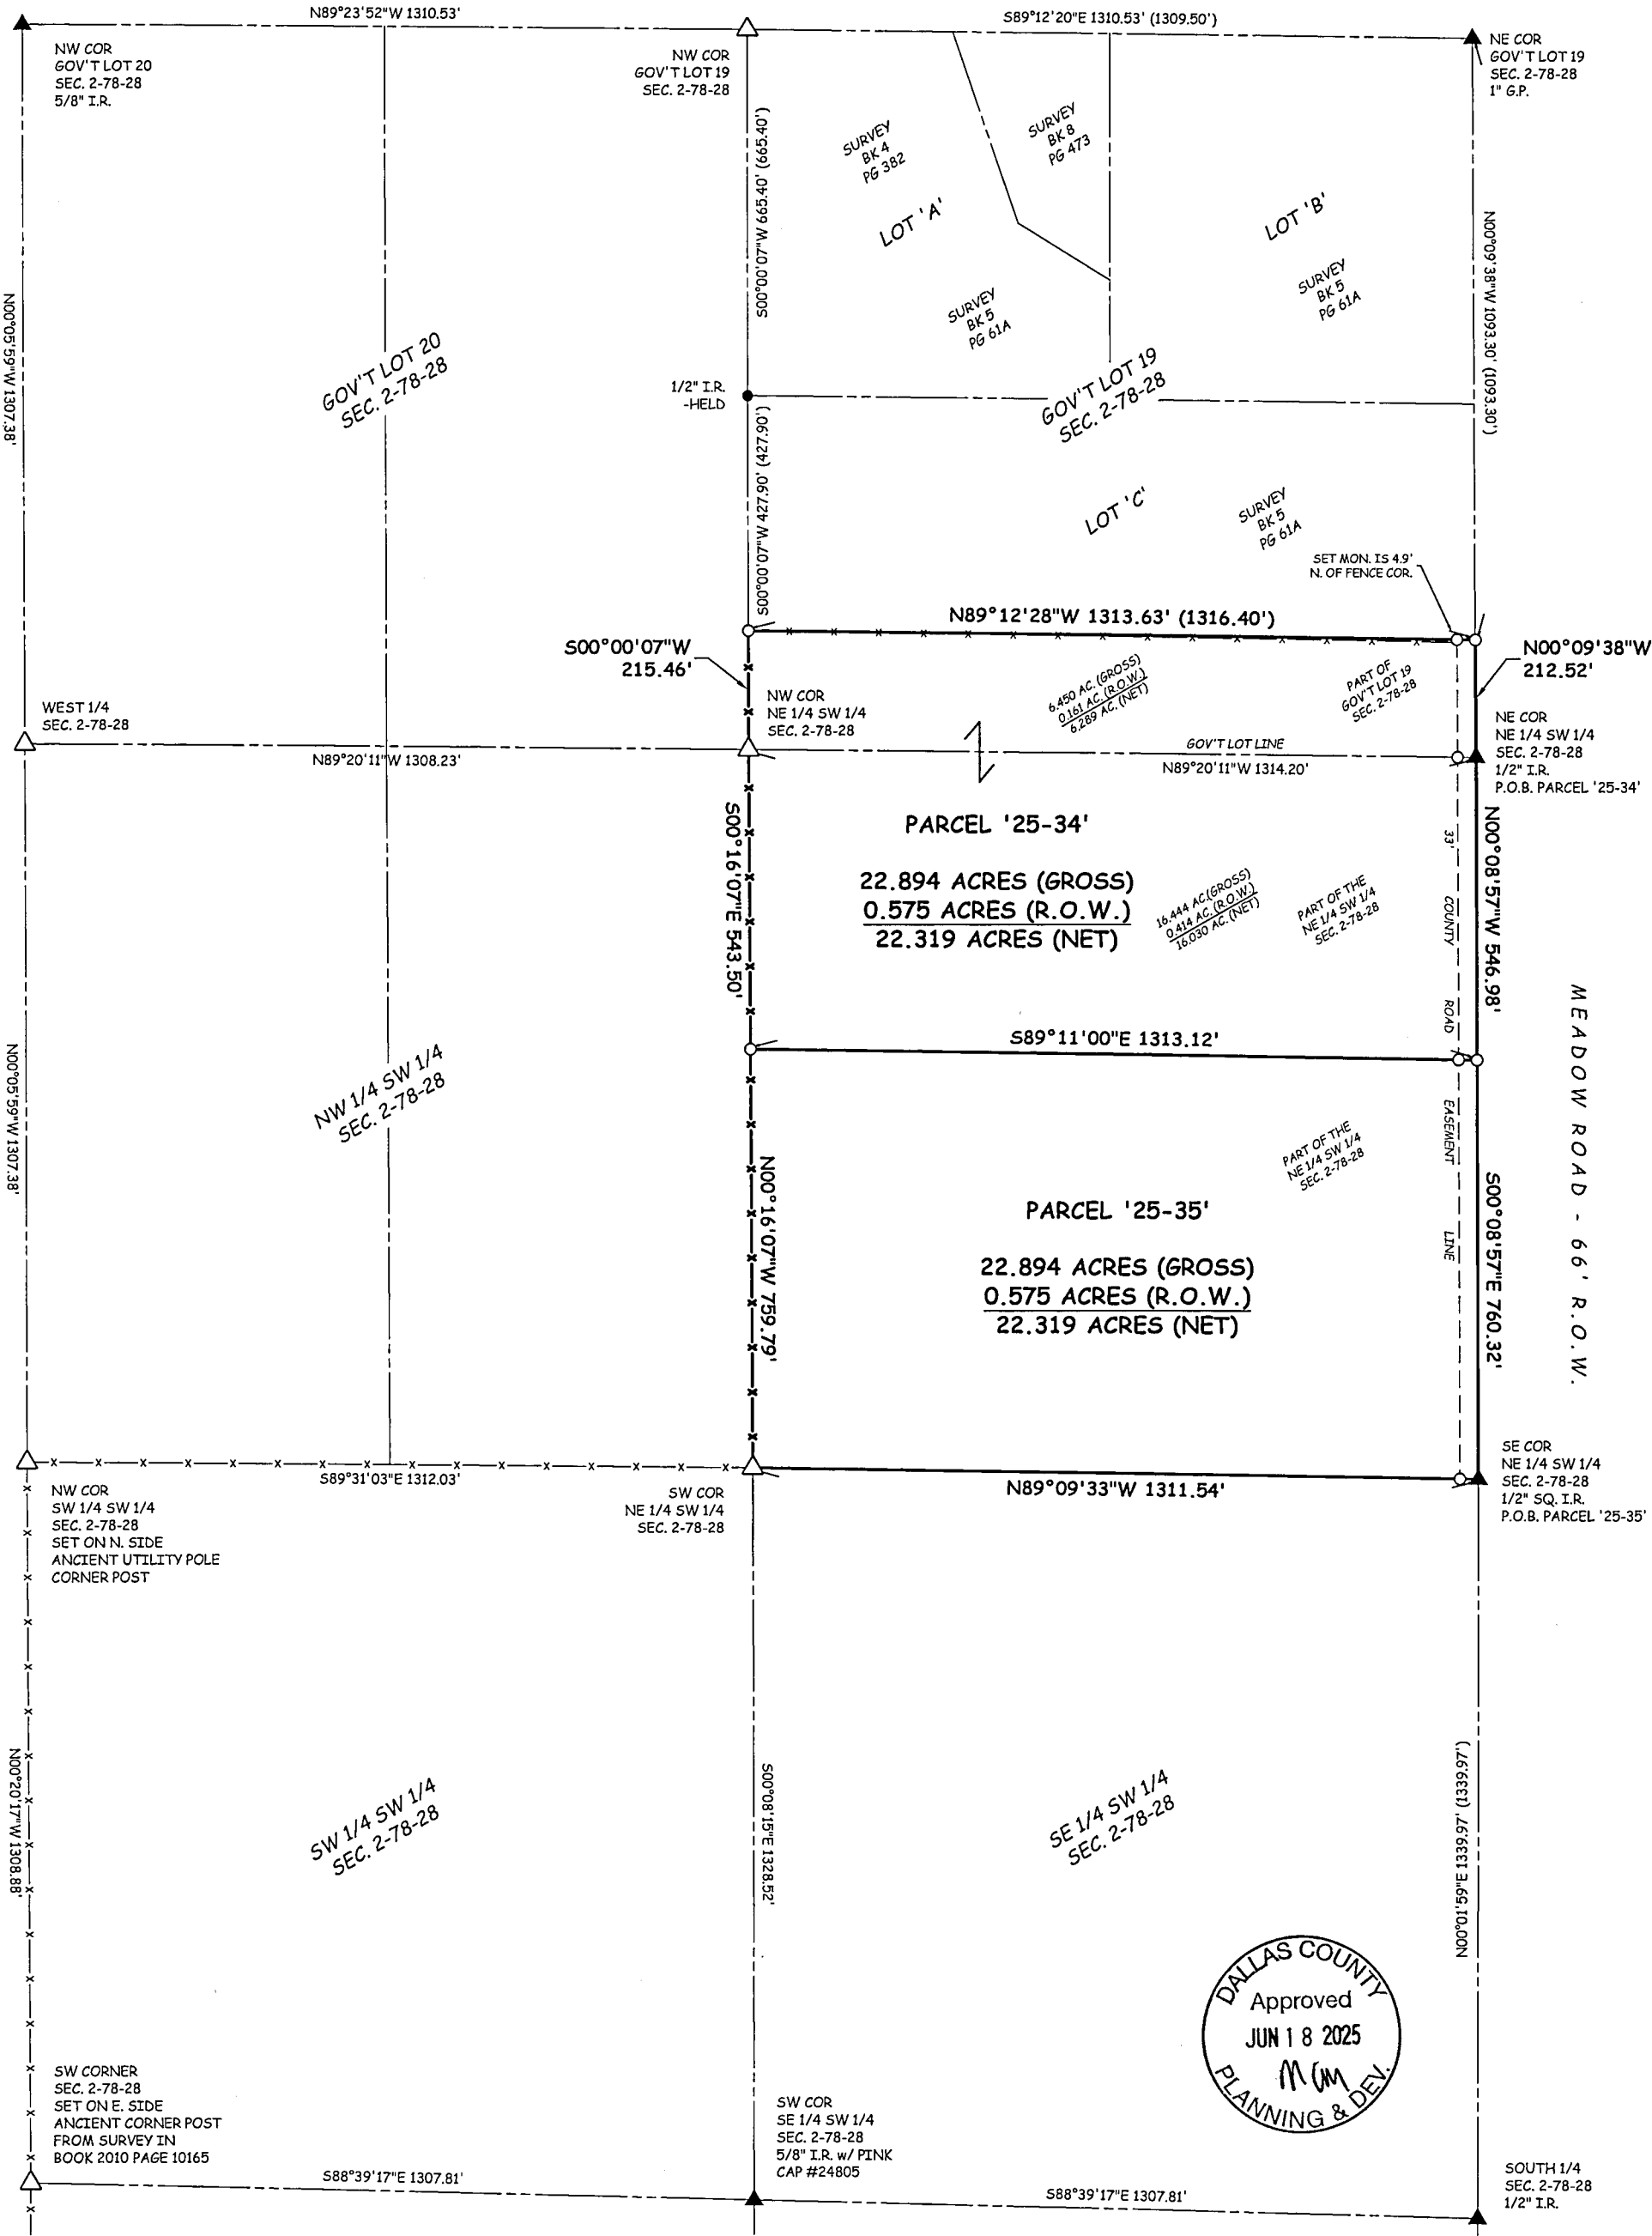 N89°23'52"W 1310.53'
S89°12'20"E 1310.53' (1309.50')
NW COR
GOV'T LOT 20
SEC. 2-78-28
5/8" I.R.
NW COR
GOV'T LOT 19
SEC. 2-78-28
NE COR
GOV'T LOT 19
SEC. 2-78-28
1" G.P.
SURVEY
BK 4
PG 382
SURVEY
BK 8
PG 473
LOT 'A'
LOT 'B'
SURVEY
BK 5
PG 61A
SURVEY
BK 5
PG 61A
S00°00'07"W 665.40' (665.40')
N00°09'38"W 1093.30' (1093.30')
N00°05'59"W 1307.38'
GOV'T LOT 20
SEC. 2-78-28
GOV'T LOT 19
SEC. 2-78-28
1/2" I.R.
-HELD
S00°00'07"W 427.90' (427.90')
LOT 'C'
SURVEY
BK 5
PG 61A
SET MON. IS 4.9'
N. OF FENCE COR.
N89°12'28"W 1313.63' (1316.40')
S00°00'07"W
215.46'
N00°09'38"W
212.52'
6.450 AC. (GROSS)
0.161 AC. (R.O.W.)
6.289 AC. (NET)
PART OF
GOV'T LOT 19
SEC. 2-78-28
WEST 1/4
SEC. 2-78-28
NW COR
NE 1/4 SW 1/4
SEC. 2-78-28
NE COR
NE 1/4 SW 1/4
SEC. 2-78-28
1/2" I.R.
P.O.B. PARCEL '25-34'
N89°20'11"W 1308.23'
GOV'T LOT LINE
N89°20'11"W 1314.20'
PARCEL '25-34'
22.894 ACRES (GROSS)
0.575 ACRES (R.O.W.)
22.319 ACRES (NET)
16.444 AC.(GROSS)
0.414 AC. (R.O.W.)
16.030 AC. (NET)
PART OF THE
NE 1/4 SW 1/4
SEC. 2-78-28
S00°16'07"E 543.50'
N00°08'57"W 546.98'
33' COUNTY ROAD EASEMENT LINE
MEADOW ROAD - 66' R.O.W.
S89°11'00"E 1313.12'
N00°05'59"W 1307.38'
NW 1/4 SW 1/4
SEC. 2-78-28
PART OF THE
NE 1/4 SW 1/4
SEC. 2-78-28
N00°16'07"W 759.79'
S00°08'57"E 760.32'
PARCEL '25-35'
22.894 ACRES (GROSS)
0.575 ACRES (R.O.W.)
22.319 ACRES (NET)
S89°31'03"E 1312.03'
N89°09'33"W 1311.54'
NW COR
SW 1/4 SW 1/4
SEC. 2-78-28
SET ON N. SIDE
ANCIENT UTILITY POLE
CORNER POST
SW COR
NE 1/4 SW 1/4
SEC. 2-78-28
SE COR
NE 1/4 SW 1/4
SEC. 2-78-28
1/2" SQ. I.R.
P.O.B. PARCEL '25-35'
N00°20'17"W 1308.88'
SW 1/4 SW 1/4
SEC. 2-78-28
S00°08'15"E 1328.52'
SE 1/4 SW 1/4
SEC. 2-78-28
N00°01'59"E 1339.97' (1339.97')
DALLAS COUNTY
Approved
JUN 18 2025
PLANNING & DEV.
SW CORNER
SEC. 2-78-28
SET ON E. SIDE
ANCIENT CORNER POST
FROM SURVEY IN
BOOK 2010 PAGE 10165
SW COR
SE 1/4 SW 1/4
SEC. 2-78-28
5/8" I.R. w/ PINK
CAP #24805
SOUTH 1/4
SEC. 2-78-28
1/2" I.R.
S88°39'17"E 1307.81'
S88°39'17"E 1307.81'